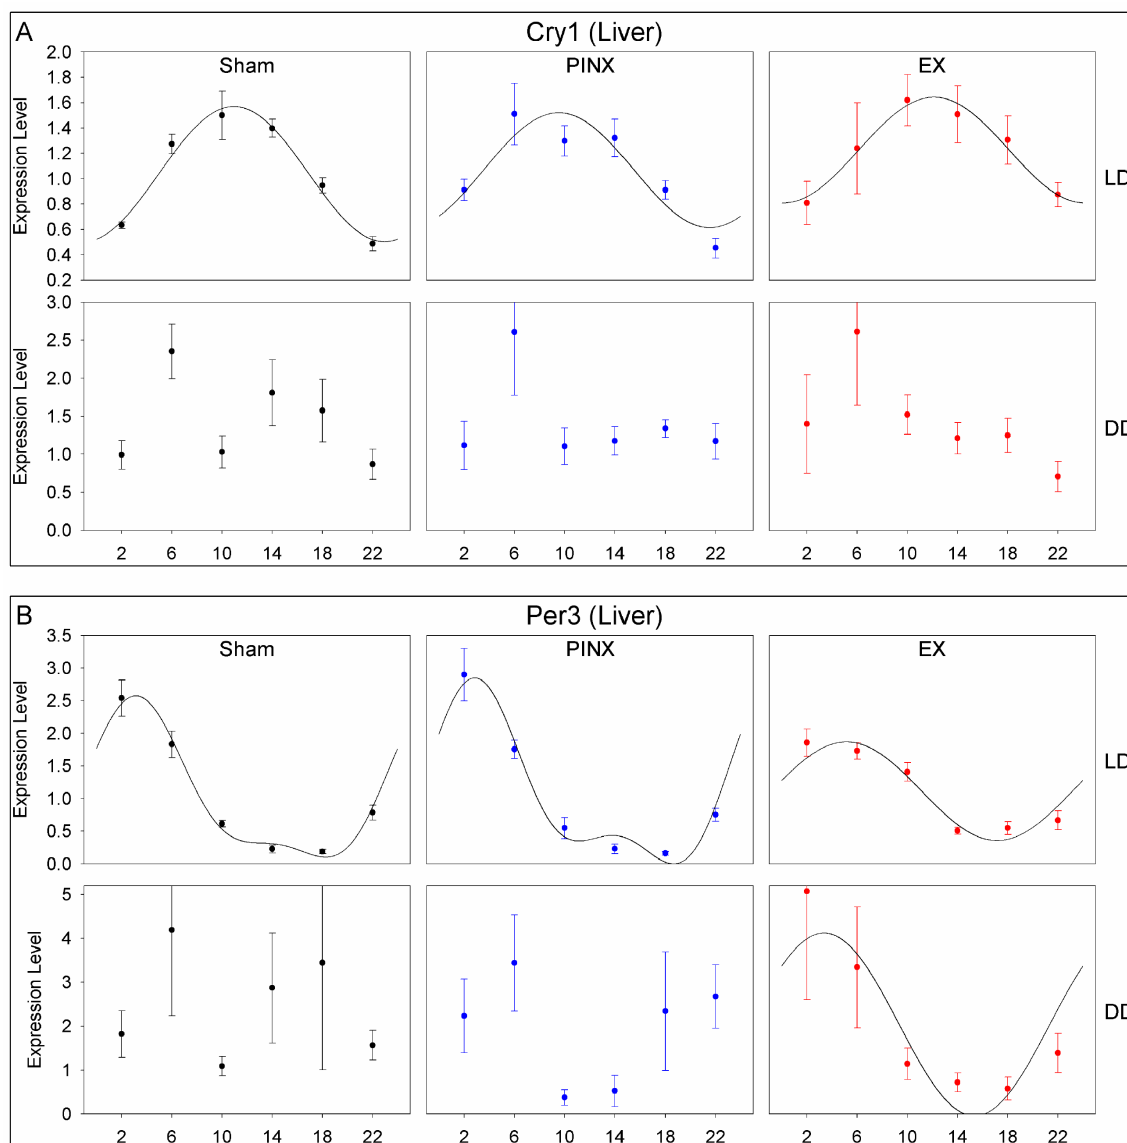 A
Cry1 (Liver)
Sham
PINX
EX
Expression Level
2.0
1.8
1.6
1.4
1.2
1.0
0.8
0.6
0.4
0.2
LD
Expression Level
3.0
2.5
2.0
1.5
1.0
0.5
0.0
DD
2 6 10 14 18 22
2 6 10 14 18 22
2 6 10 14 18 22
B
Per3 (Liver)
Sham
PINX
EX
Expression Level
3.5
3.0
2.5
2.0
1.5
1.0
0.5
0.0
LD
Expression Level
5
4
3
2
1
0
DD
2 6 10 14 18 22
2 6 10 14 18 22
2 6 10 14 18 22